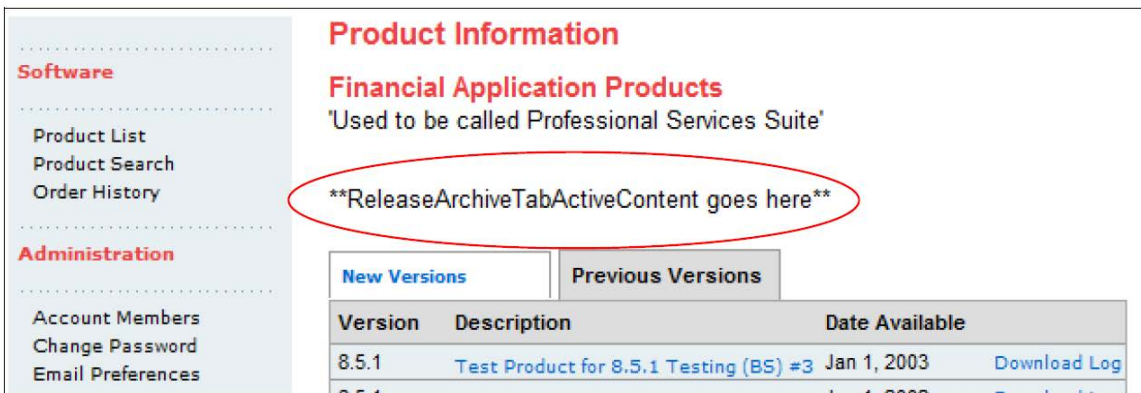 Software
Product List
Product Search
Order History
Administration
Account Members
Change Password
Email Preferences
Product Information
Financial Application Products
'Used to be called Professional Services Suite'
**ReleaseArchiveTabActiveContent goes here**
New Versions Previous Versions
Version Description Date Available
8.5.1 Test Product for 8.5.1 Testing (BS) #3 Jan 1, 2003 Download Log